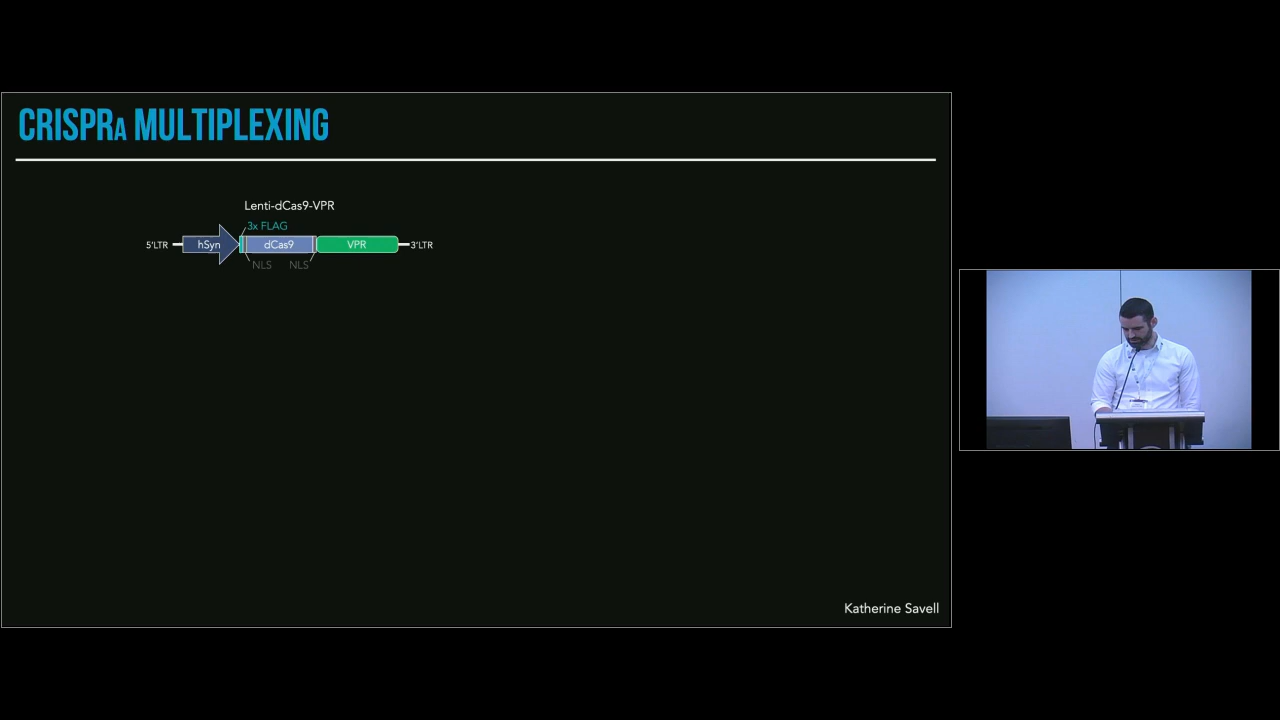 CRISPRA MULTIPLEXING
Lenti-dCas9-VPR
3x FLAG
5'LTR hSyn dCas9 VPR 3'LTR
NLS NLS
Katherine Savell